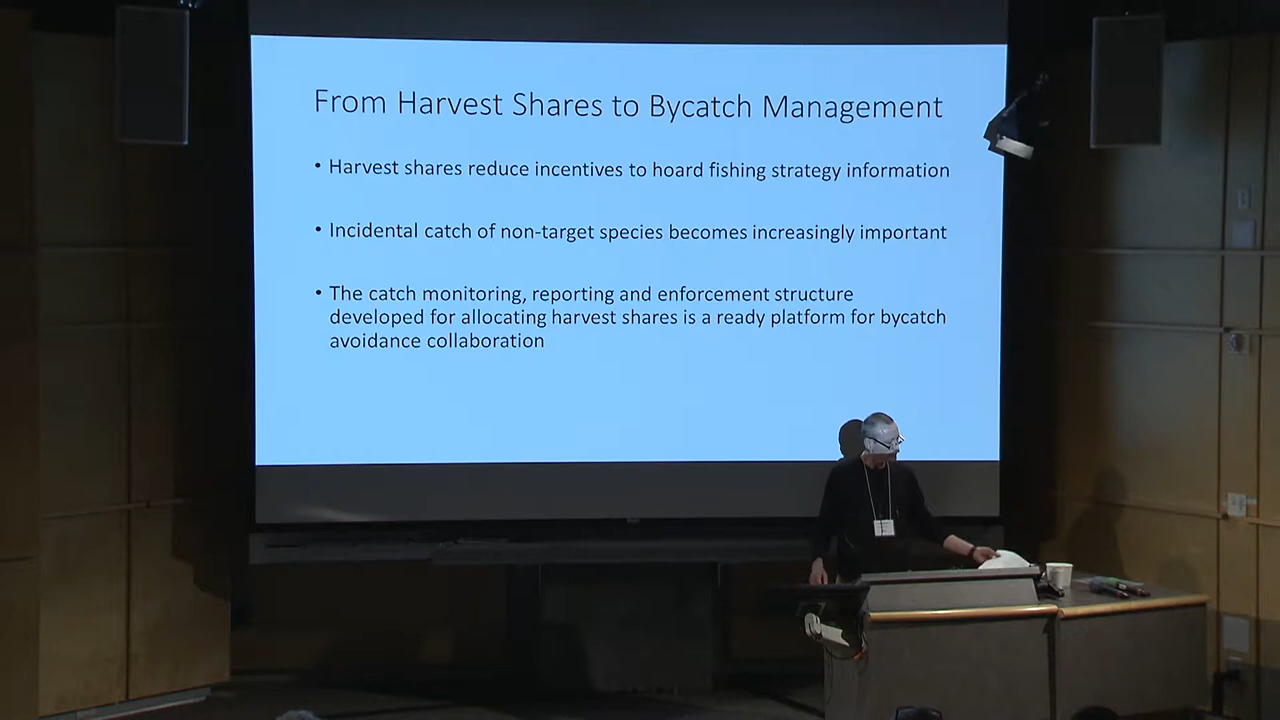 From Harvest Shares to Bycatch Management
• Harvest shares reduce incentives to hoard fishing strategy information
• Incidental catch of non-target species becomes increasingly important
• The catch monitoring, reporting and enforcement structure
developed for allocating harvest shares is a ready platform for bycatch
avoidance collaboration